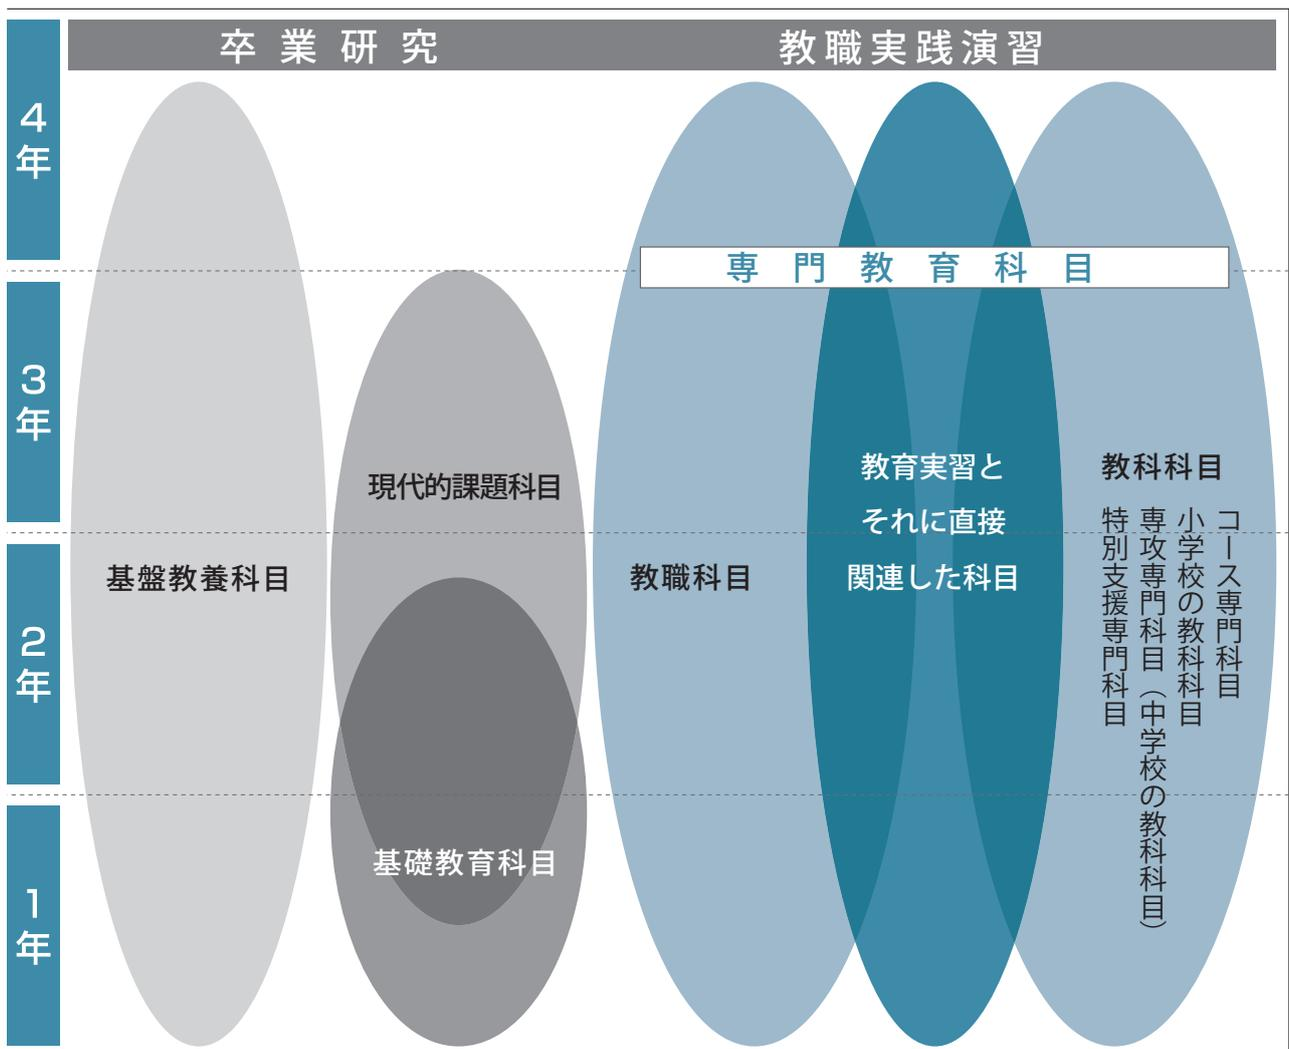 卒業研究
教職実践演習
4年
3年
2年
1年
専門教育科目
基盤教養科目
現代的課題科目
基礎教育科目
教職科目
教育実習と
それに直接
関連した科目
教科科目
コース専門科目
小学校の教科科目
専攻専門科目（中学校の教科科目）
特別支援専門科目